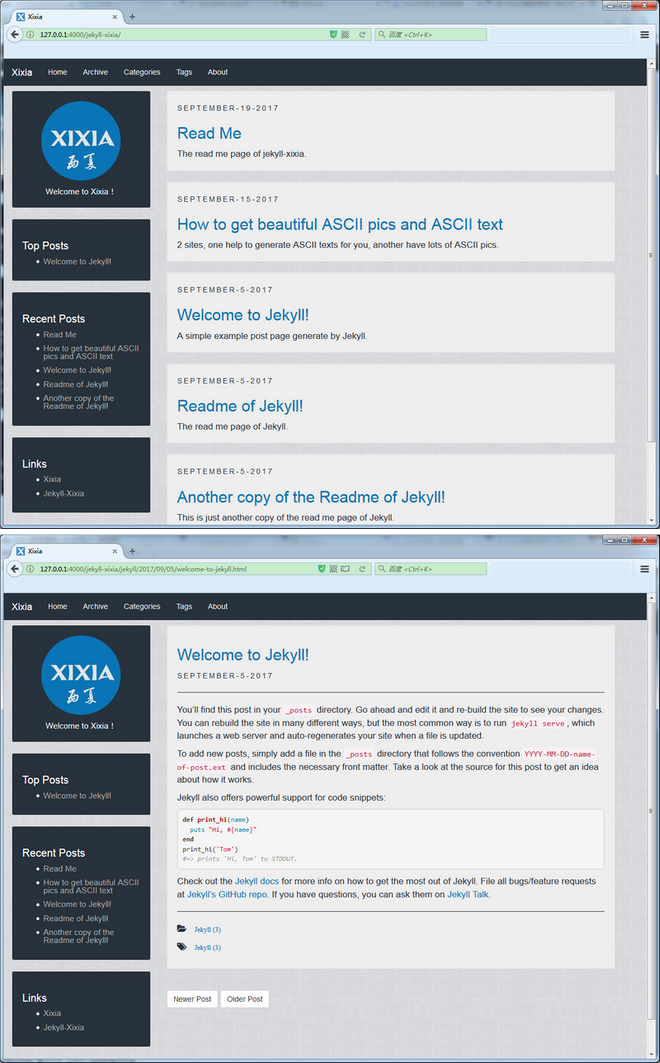 Xixia
127.0.0.1:4000/jekyll-xixia/
百度 <Ctrl+K>
Xixia Home Archive Categories Tags About
XIXIA
西夏
Welcome to Xixia !
Top Posts
Welcome to Jekyll!
Recent Posts
Read Me
How to get beautiful ASCII
pics and ASCII text
Welcome to Jekyll!
Readme of Jekyll!
Another copy of the
Readme of Jekyll!
Links
Xixia
Jekyll-Xixia
SEPTEMBER-19-2017
Read Me
The read me page of jekyll-xixia.
SEPTEMBER-15-2017
How to get beautiful ASCII pics and ASCII text
2 sites, one help to generate ASCII texts for you, another have lots of ASCII pics.
SEPTEMBER-5-2017
Welcome to Jekyll!
A simple example post page generate by Jekyll.
SEPTEMBER-5-2017
Readme of Jekyll!
The read me page of Jekyll.
SEPTEMBER-5-2017
Another copy of the Readme of Jekyll!
This is just another copy of the read me page of Jekyll.
Xixia
127.0.0.1:4000/jekyll-xixia/jekyll/2017/09/05/welcome-to-jekyll.html
百度 <Ctrl+K>
Xixia Home Archive Categories Tags About
XIXIA
西夏
Welcome to Xixia !
Top Posts
Welcome to Jekyll!
Recent Posts
Read Me
How to get beautiful ASCII
pics and ASCII text
Welcome to Jekyll!
Readme of Jekyll!
Another copy of the
Readme of Jekyll!
Links
Xixia
Jekyll-Xixia
Welcome to Jekyll!
SEPTEMBER-5-2017
You'll find this post in your _posts directory. Go ahead and edit it and re-build the site to see your changes.
You can rebuild the site in many different ways, but the most common way is to run jekyll serve, which
launches a web server and auto-regenerates your site when a file is updated.
To add new posts, simply add a file in the _posts directory that follows the convention YYYY-MM-DD-name-
of-post.ext and includes the necessary front matter. Take a look at the source for this post to get an idea
about how it works.
Jekyll also offers powerful support for code snippets:
def print_hi(name)
puts "Hi, #{name}"
end
print_hi('Tom')
#=> prints 'Hi, Tom' to STDOUT.
Check out the Jekyll docs for more info on how to get the most out of Jekyll. File all bugs/feature requests
at Jekyll's GitHub repo. If you have questions, you can ask them on Jekyll Talk.
Jekyll (3)
Jekyll (3)
Newer Post Older Post